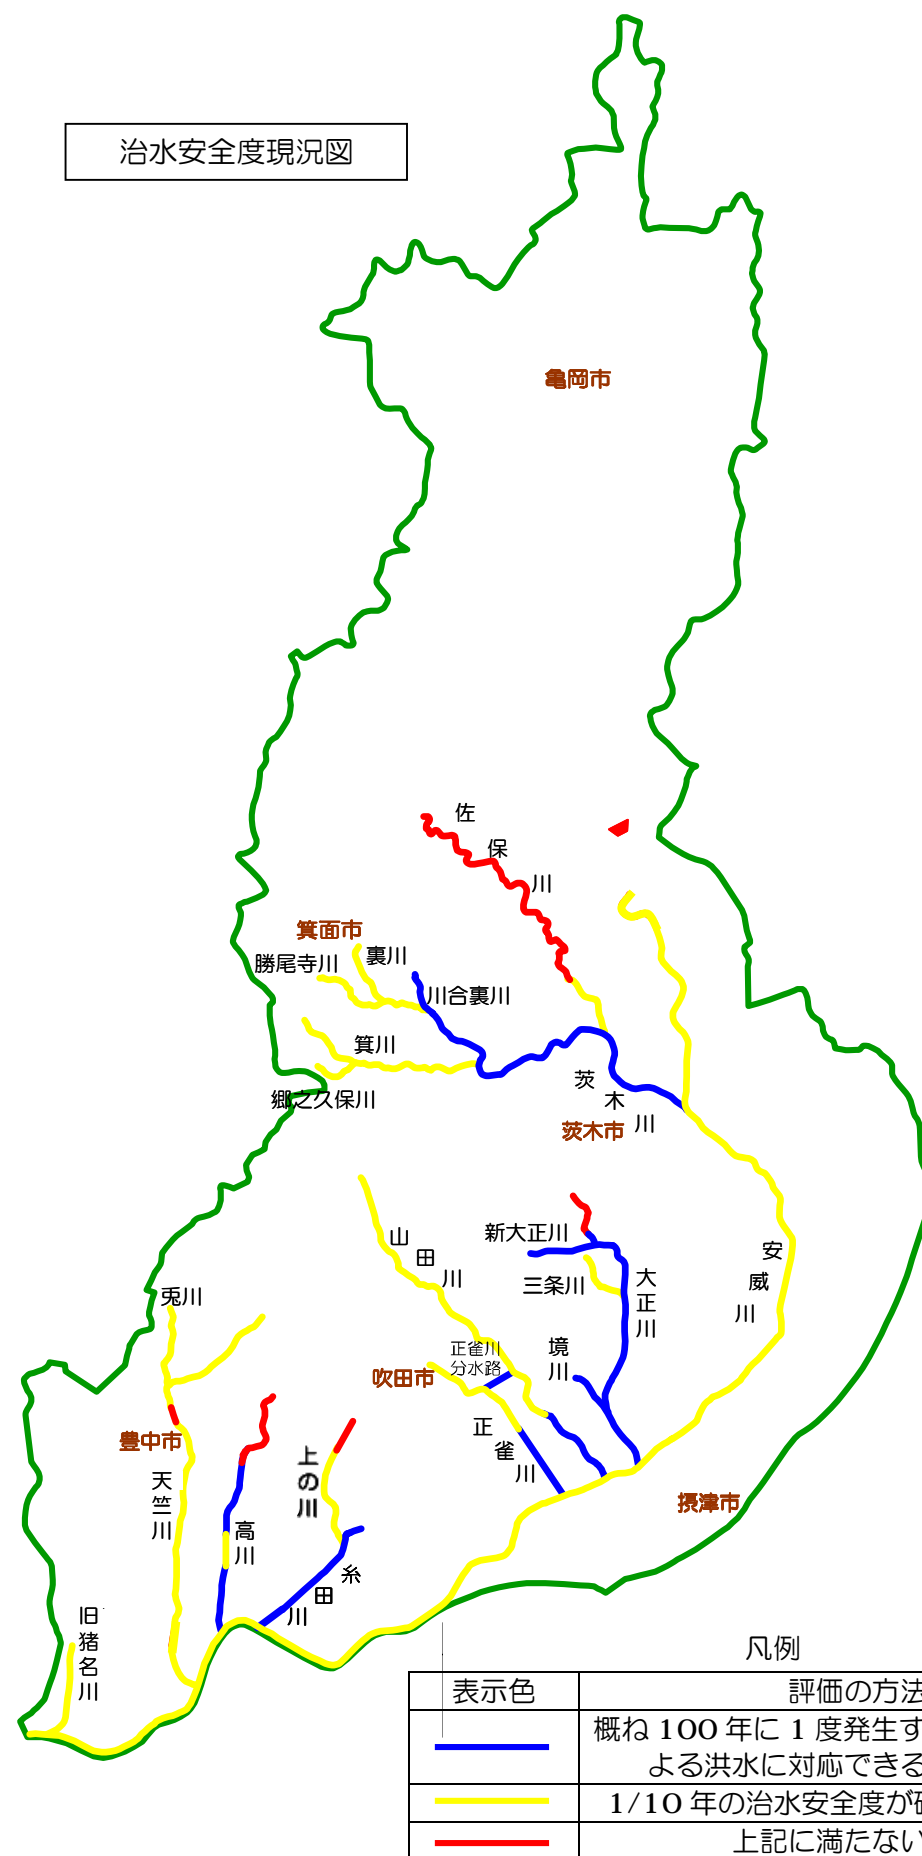 治水安全度現況図
亀岡市
佐保川
箕面市
勝尾寺川
裏川
川合裏川
箕川
郷之久保川
茨木川
茨木市
山田川
新大正川
三条川
大正川
安威川
兎川
正雀川
分水路
境川
吹田市
豊中市
天竺川
高川
上の川
正雀川
摂津市
糸田川
旧猪名川
凡例
表示色
評価の方法
概ね 100 年に 1 度発生す
よる洪水に対応できる
1/10 年の治水安全度が
上記に満たない